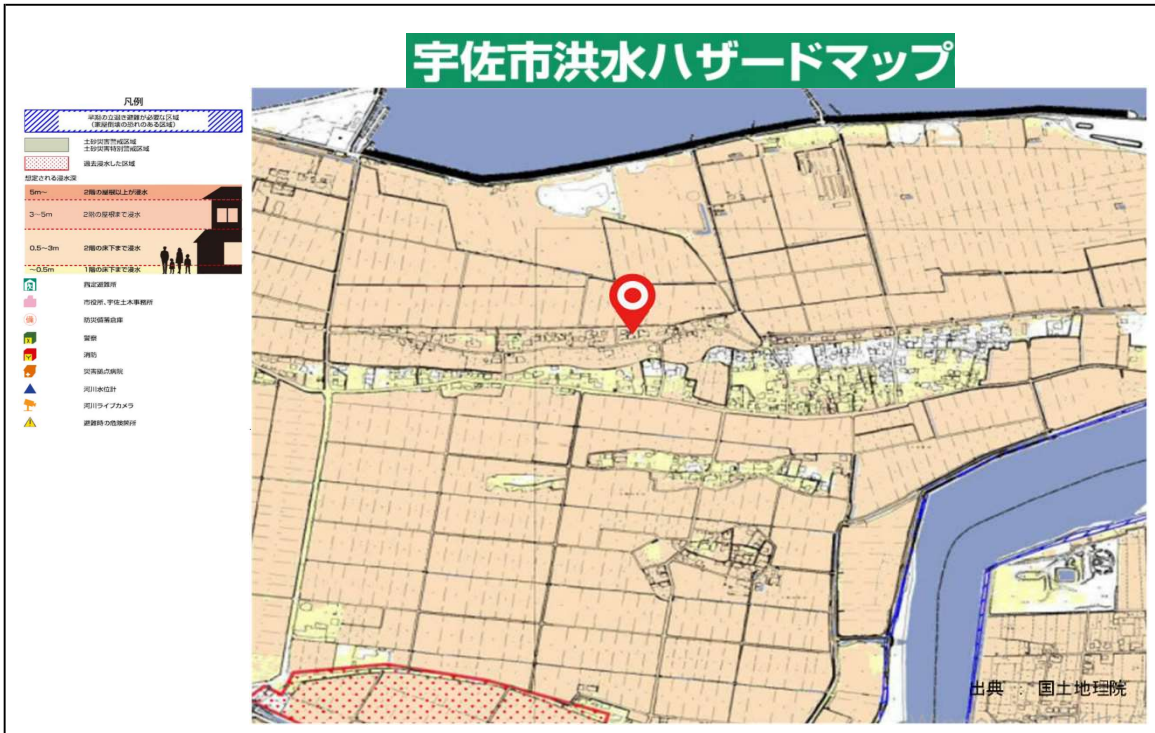 宇佐市洪水ハザードマップ
凡例
早期の立退き避難が必要な区域
(家屋倒壊の恐れのある区域)
土砂災害警戒区域
土砂災害特別警戒区域
過去浸水した区域
想定される浸水深
5m~ 2階の屋根以上が浸水
3~5m 2階の屋根まで浸水
0.5~3m 2階の床下まで浸水
~0.5m 1階の床下まで浸水
指定避難所
市役所、宇佐土木事務所
防災備蓄倉庫
警察
消防
災害拠点病院
河川水位計
河川ライブカメラ
避難時の危険箇所
出典 : 国土地理院